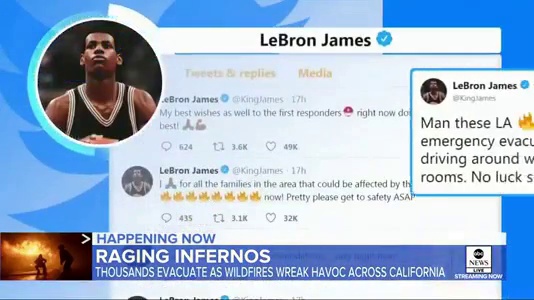 LeBron James
Tweets & replies Media
LeBron James @KingJames · 17h
My best wishes as well to the first responders ⛑ right now do
best! 🙏🏾💪🏾
624 3.6K 49K
LeBron James @KingJames · 17h
I 🙏🏾 for all the families in the area that could be affected by th
🔥🔥🔥🔥🔥🔥🔥🔥 now! Pretty please get to safety ASAP
435 3.1K 32K
LeBron James
@KingJames
Man these LA 🔥
emergency evacu
driving around w
rooms. No luck s
HAPPENING NOW
RAGING INFERNOS
THOUSANDS EVACUATE AS WILDFIRES WREAK HAVOC ACROSS CALIFORNIA
abc
NEWS
LIVE
STREAMING NOW